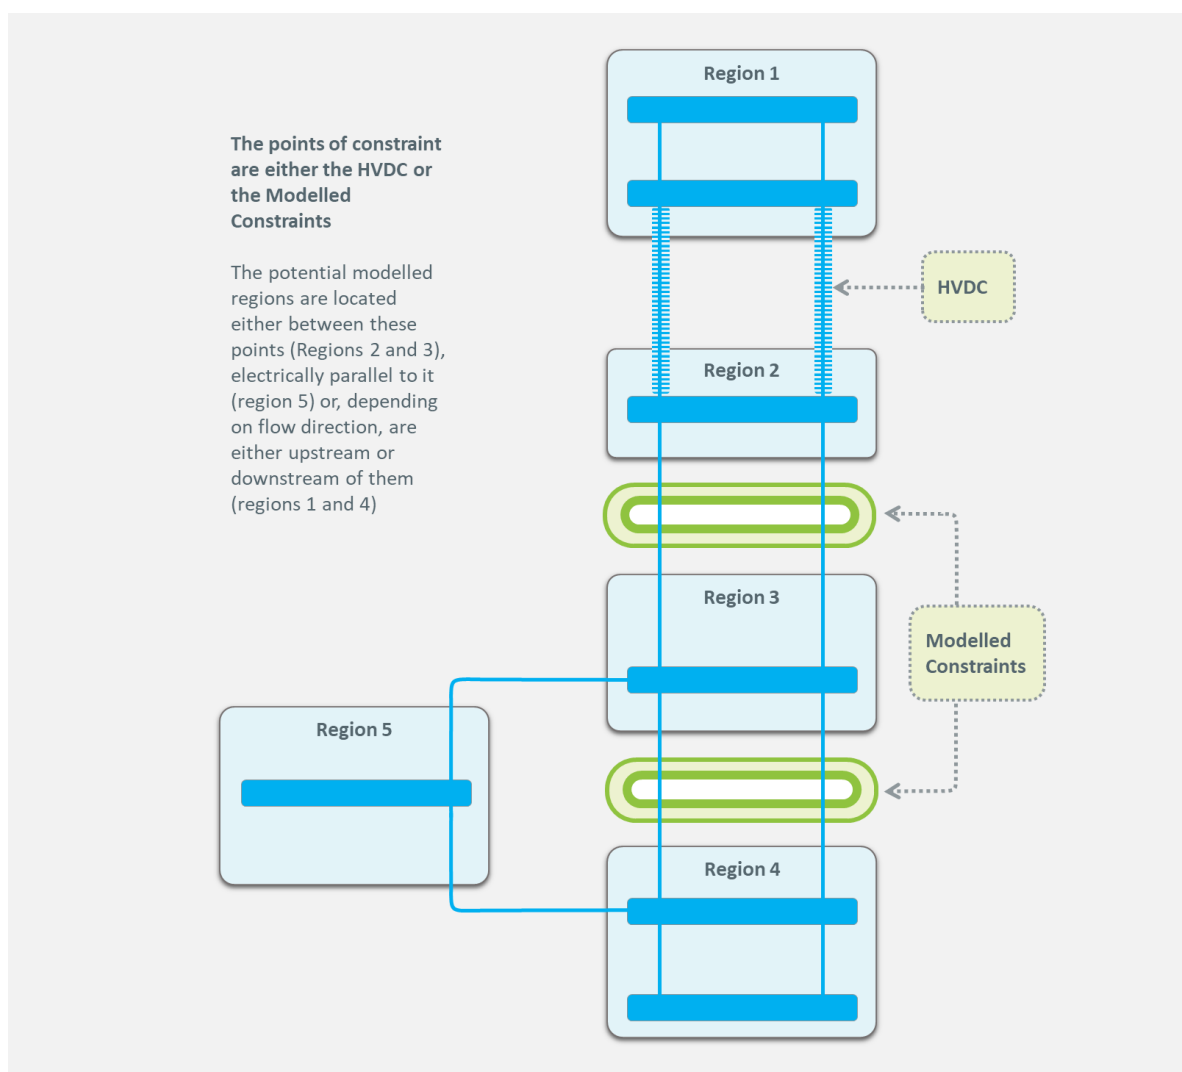 Region 1
The points of constraint
are either the HVDC or
the Modelled
Constraints
The potential modelled
regions are located
either between these
points (Regions 2 and 3),
electrically parallel to it
(region 5) or, depending
on flow direction, are
either upstream or
downstream of them
(regions 1 and 4)
HVDC
Region 2
Region 3
Modelled
Constraints
Region 5
Region 4